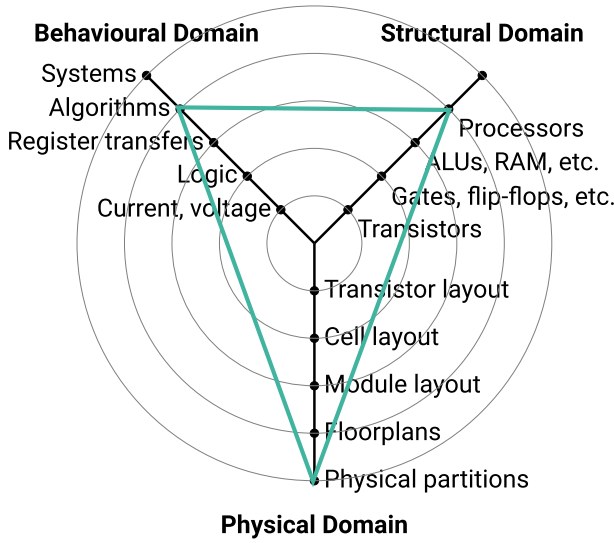 Behavioural Domain
Structural Domain
Systems
Algorithms
Register transfers
Logic
Current, voltage
Processors
ALUs, RAM, etc.
Gates, flip-flops, etc.
Transistors
Transistor layout
Cell layout
Module layout
Floorplans
Physical partitions
Physical Domain